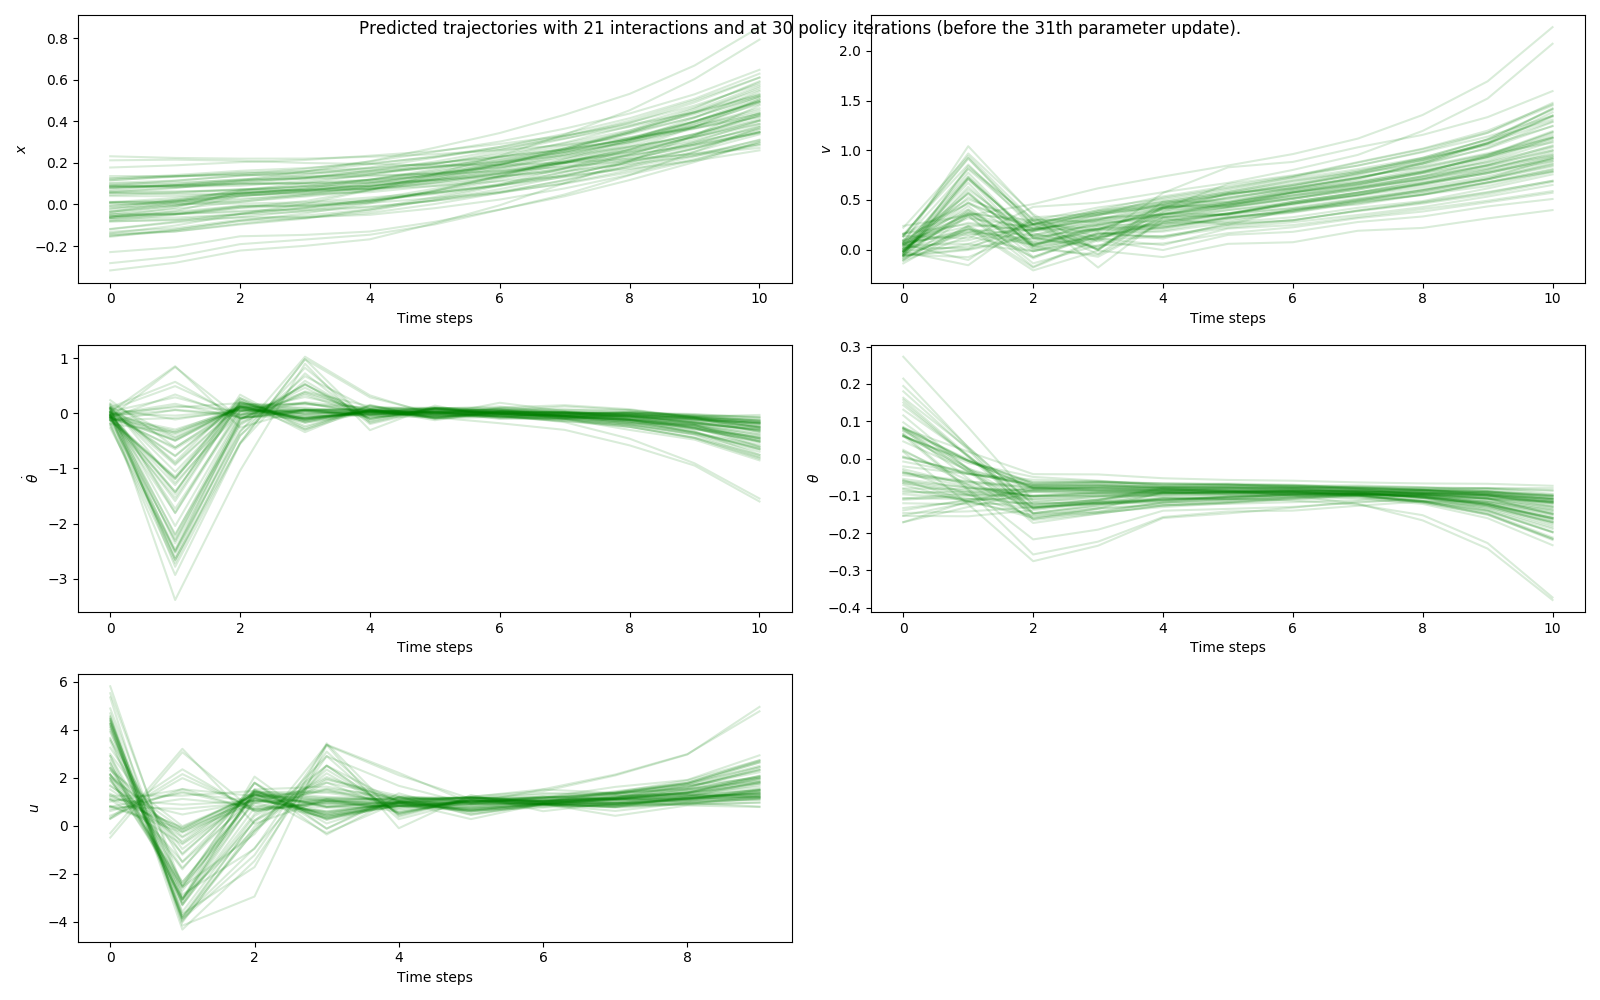 Predicted trajectories with 21 interactions and at 30 policy iterations (before the 31th parameter update).
0.8
0.6
0.4
0.2
0.0
−0.2
x
0 2 4 6 8 10
Time steps
2.0
1.5
1.0
0.5
0.0
v
0 2 4 6 8 10
Time steps
1
0
−1
−2
−3
θ̇
0 2 4 6 8 10
Time steps
0.3
0.2
0.1
0.0
−0.1
−0.2
−0.3
−0.4
θ
0 2 4 6 8 10
Time steps
6
4
2
0
−2
−4
u
0 2 4 6 8
Time steps